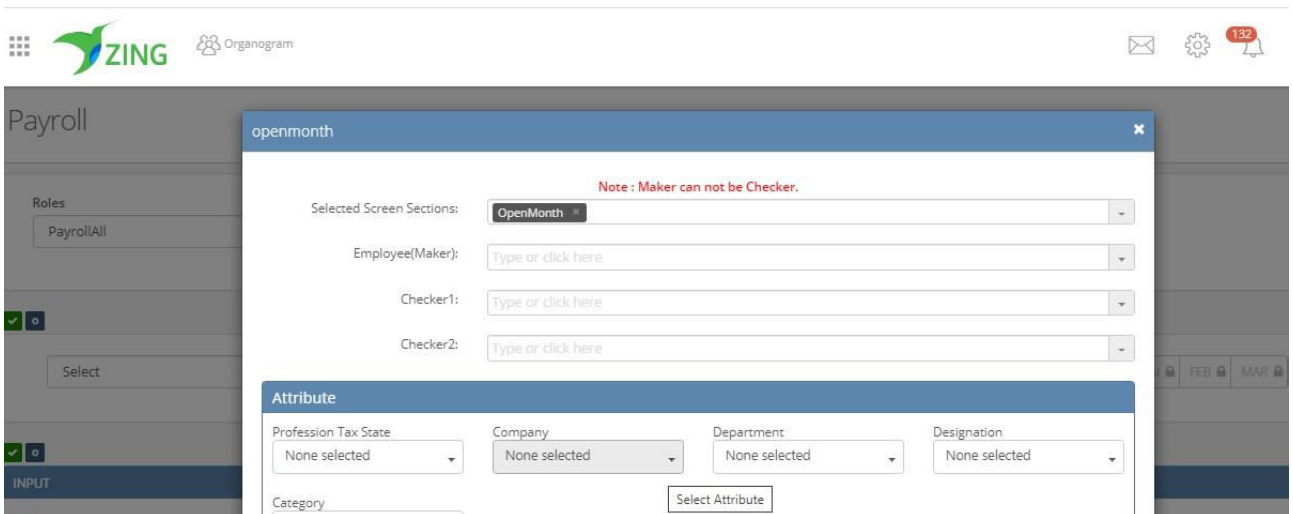 ZING
Organogram
132
Payroll
openmonth
×
Note : Maker can not be Checker.
Roles
Selected Screen Sections:
OpenMonth ×
PayrollAll
Employee(Maker):
Type or click here
Checker1:
Type or click here
Checker2:
Type or click here
Select
FEB
MAR
Attribute
Profession Tax State
Company
Department
Designation
None selected
None selected
None selected
None selected
INPUT
Category
Select Attribute